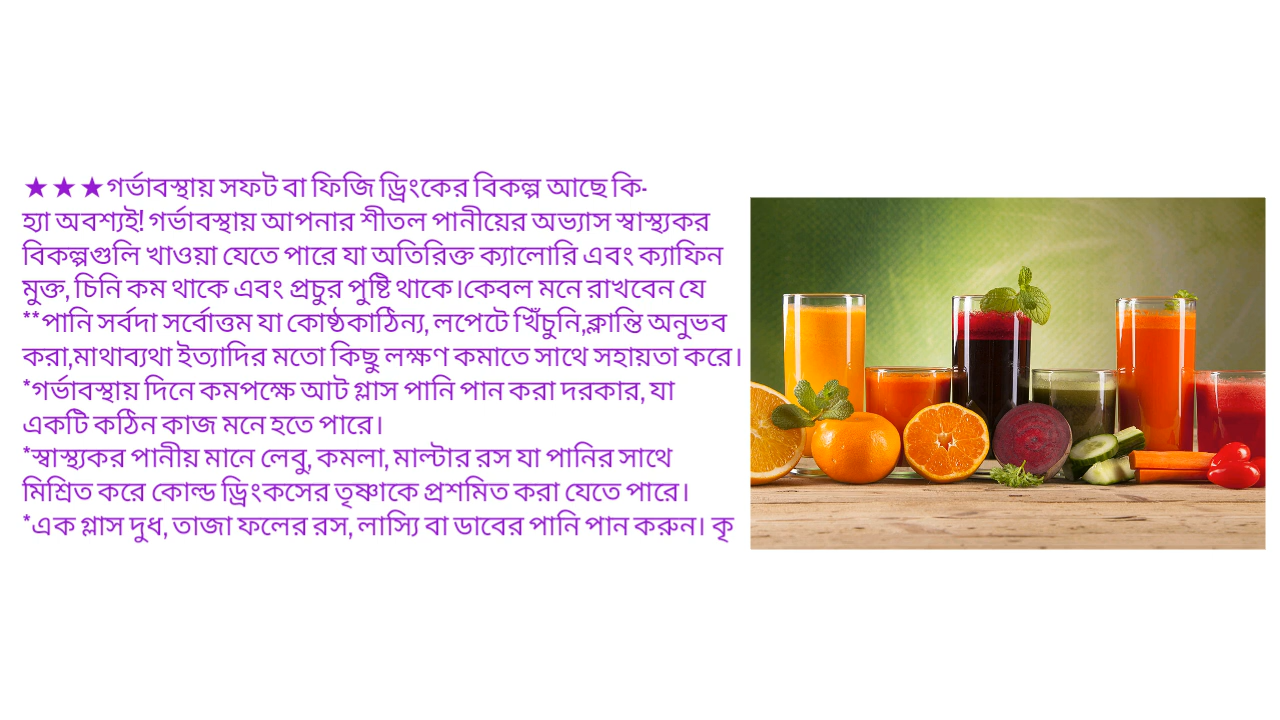 ★★★গর্ভাবস্থায় সফট বা ফিজি ড্রিংকের বিকল্প আছে কি-
হ্যা অবশ্যই! গর্ভাবস্থায় আপনার শীতল পানীয়ের অভ্যাস স্বাস্থ্যকর
বিকল্পগুলি খাওয়া যেতে পারে যা অতিরিক্ত ক্যালোরি এবং ক্যাফিন
মুক্ত, চিনি কম থাকে এবং প্রচুর পুষ্টি থাকে।কেবল মনে রাখবেন যে
**পানি সর্বদা সর্বোত্তম যা কোষ্ঠকাঠিন্য, লপেটে খিঁচুনি,ক্লান্তি অনুভব
করা,মাথাব্যথা ইত্যাদির মতো কিছু লক্ষণ কমাতে সাথে সহায়তা করে।
*গর্ভাবস্থায় দিনে কমপক্ষে আট গ্লাস পানি পান করা দরকার, যা
একটি কঠিন কাজ মনে হতে পারে।
*স্বাস্থ্যকর পানীয় মানে লেবু, কমলা, মাল্টার রস যা পানির সাথে
মিশ্রিত করে কোল্ড ড্রিংকসের তৃষ্ণাকে প্রশমিত করা যেতে পারে।
*এক গ্লাস দুধ, তাজা ফলের রস, লাস্যি বা ডাবের পানি পান করুন। কৃ